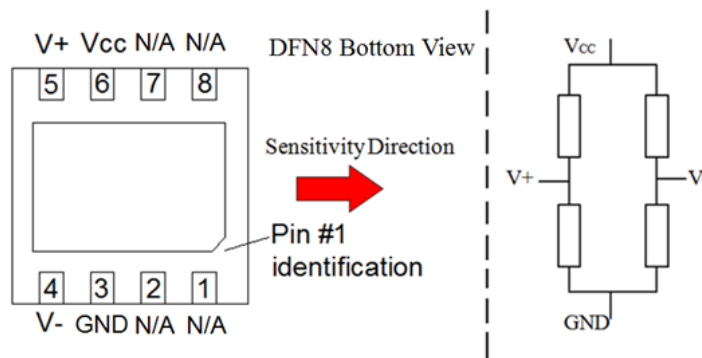 V+ Vcc N/A N/A
5 6 7 8
DFN8 Bottom View
Sensitivity Direction
Pin #1
identification
4 3 2 1
V- GND N/A N/A
Vcc
V+ V
GND